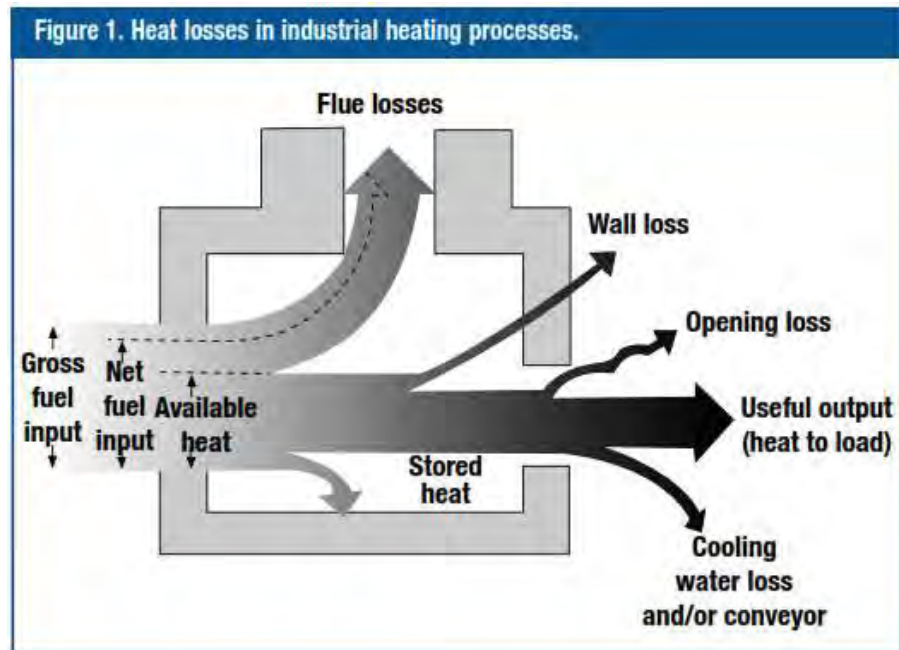 Figure 1. Heat losses in industrial heating processes.
Flue losses
Wall loss
Opening loss
Gross
fuel
input
Net
fuel
input
Available
heat
Useful output
(heat to load)
Stored
heat
Cooling
water loss
and/or conveyor